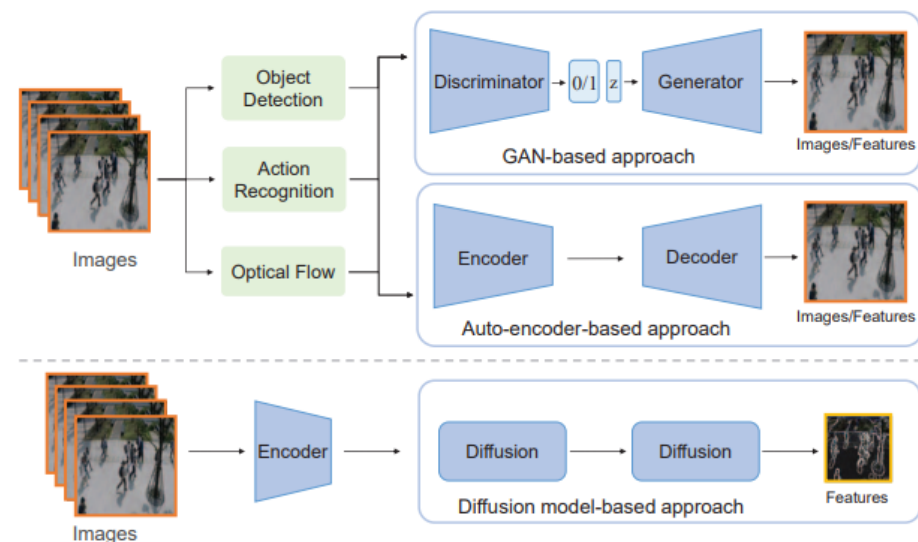 Object
Detection
Action
Recognition
Optical Flow
Images
Discriminator
0/1
z
Generator
Images/Features
GAN-based approach
Encoder
Decoder
Images/Features
Auto-encoder-based approach
Images
Encoder
Diffusion
Diffusion
Features
Diffusion model-based approach